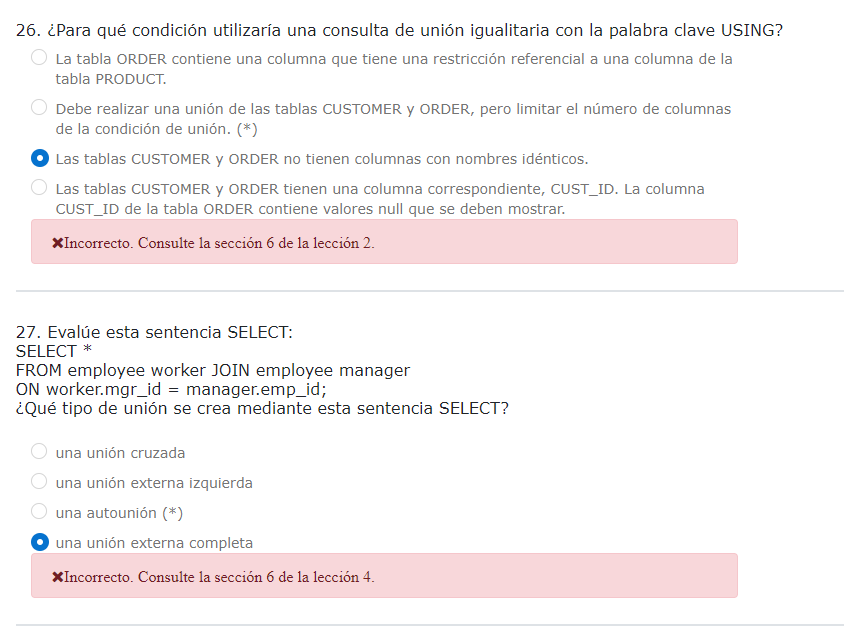 26. ¿Para qué condición utilizaría una consulta de unión igualitaria con la palabra clave USING?
La tabla ORDER contiene una columna que tiene una restricción referencial a una columna de la
tabla PRODUCT.
Debe realizar una unión de las tablas CUSTOMER y ORDER, pero limitar el número de columnas
de la condición de unión. (*)
Las tablas CUSTOMER y ORDER no tienen columnas con nombres idénticos.
Las tablas CUSTOMER y ORDER tienen una columna correspondiente, CUST_ID. La columna
CUST_ID de la tabla ORDER contiene valores null que se deben mostrar.
✖Incorrecto. Consulte la sección 6 de la lección 2.
27. Evalúe esta sentencia SELECT:
SELECT *
FROM employee worker JOIN employee manager
ON worker.mgr_id = manager.emp_id;
¿Qué tipo de unión se crea mediante esta sentencia SELECT?
una unión cruzada
una unión externa izquierda
una autounión (*)
una unión externa completa
✖Incorrecto. Consulte la sección 6 de la lección 4.